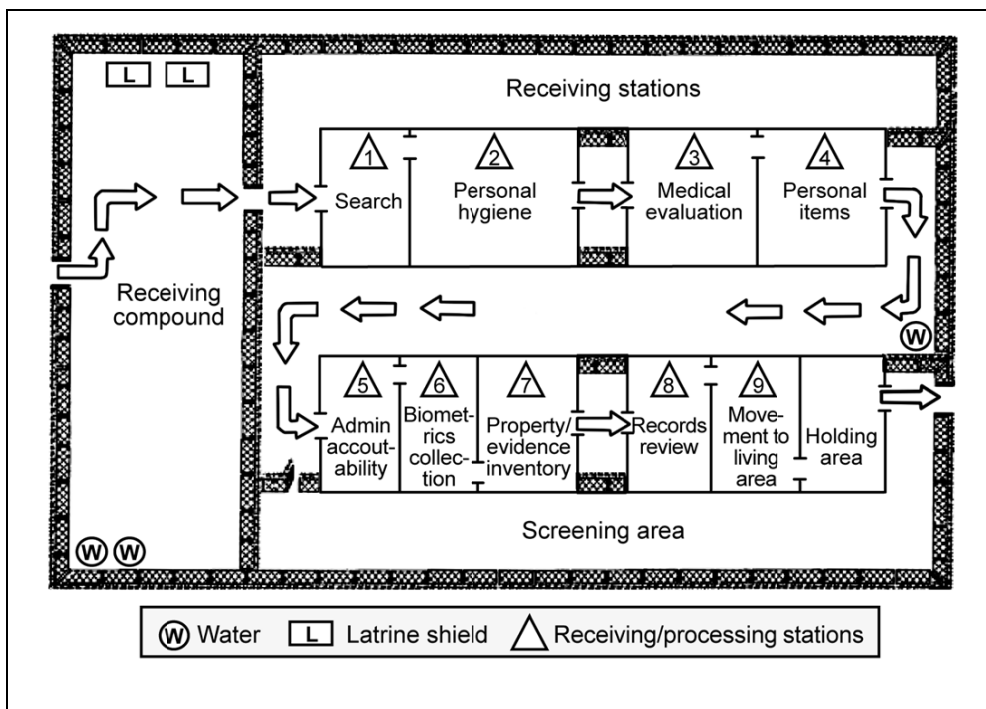 L L
Receiving stations
1
Search
2
Personal
hygiene
3
Medical
evaluation
4
Personal
items
Receiving
compound
W
5
Admin
accout-
ability
6
Biomet-
rics
collec-
tion
7
Property/
evidence
inventory
8
Records
review
9
Move-
ment to
living
area
Holding
area
W W
Screening area
W Water L Latrine shield Receiving/processing stations